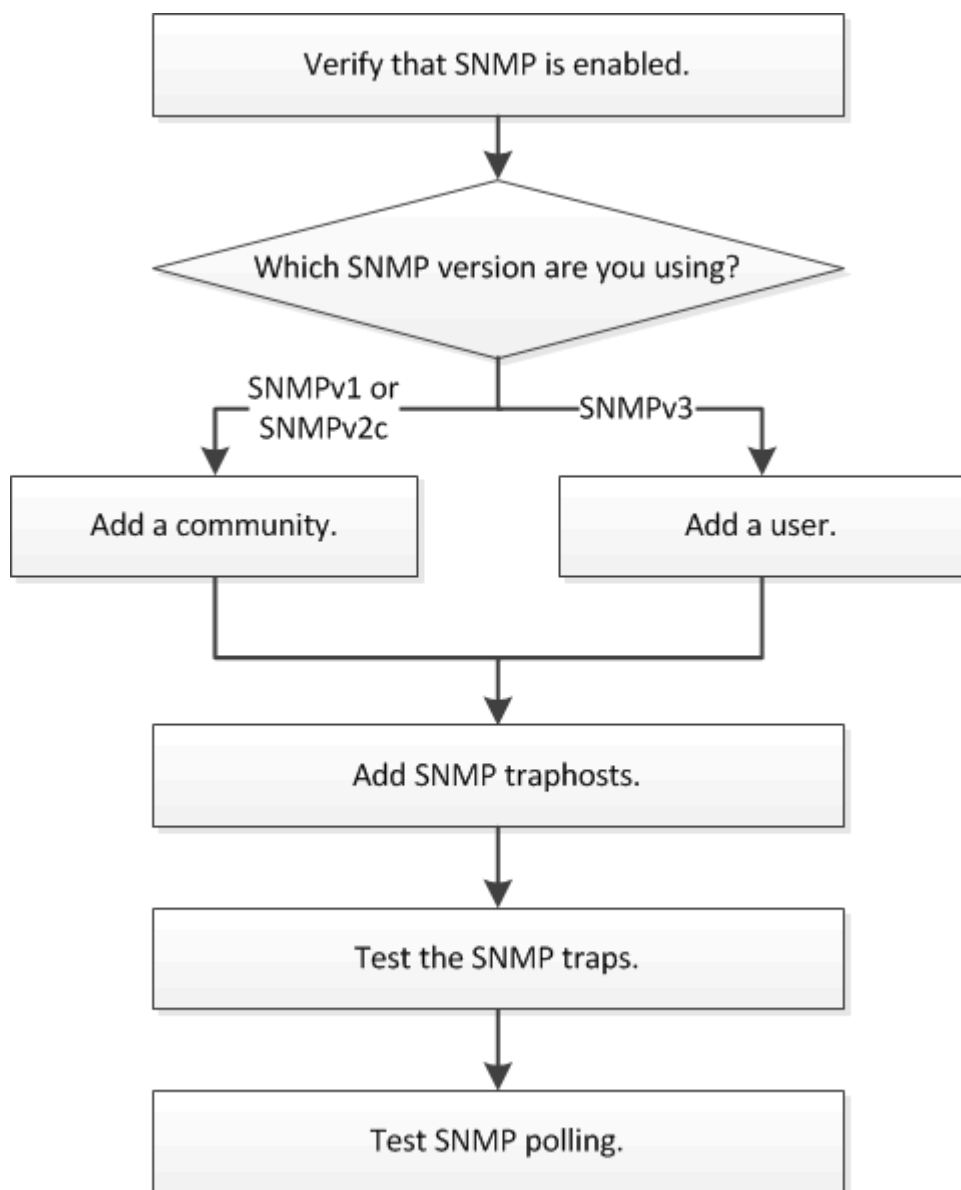 Verify that SNMP is enabled.
Which SNMP version are you using?
SNMPv1 or
SNMPv2c
SNMPv3
Add a community.
Add a user.
Add SNMP traphosts.
Test the SNMP traps.
Test SNMP polling.